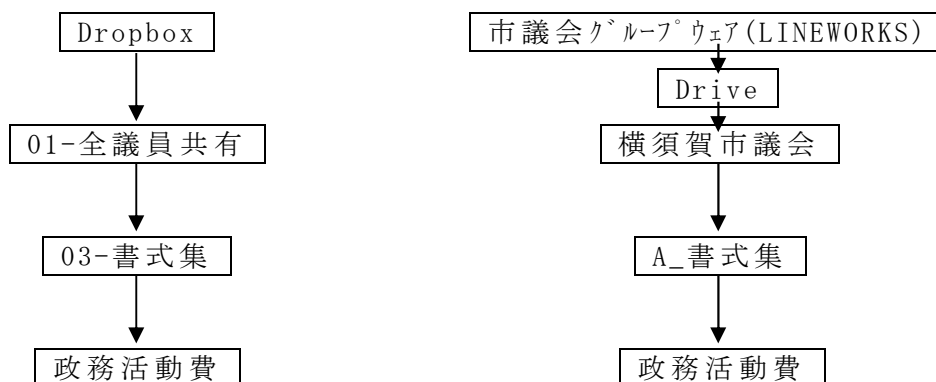 Dropbox
01-全議員共有
03-書式集
政務活動費
市議会ｸﾞﾙｰﾌﾟｳｪｱ(LINEWORKS)
Drive
横須賀市議会
A_書式集
政務活動費